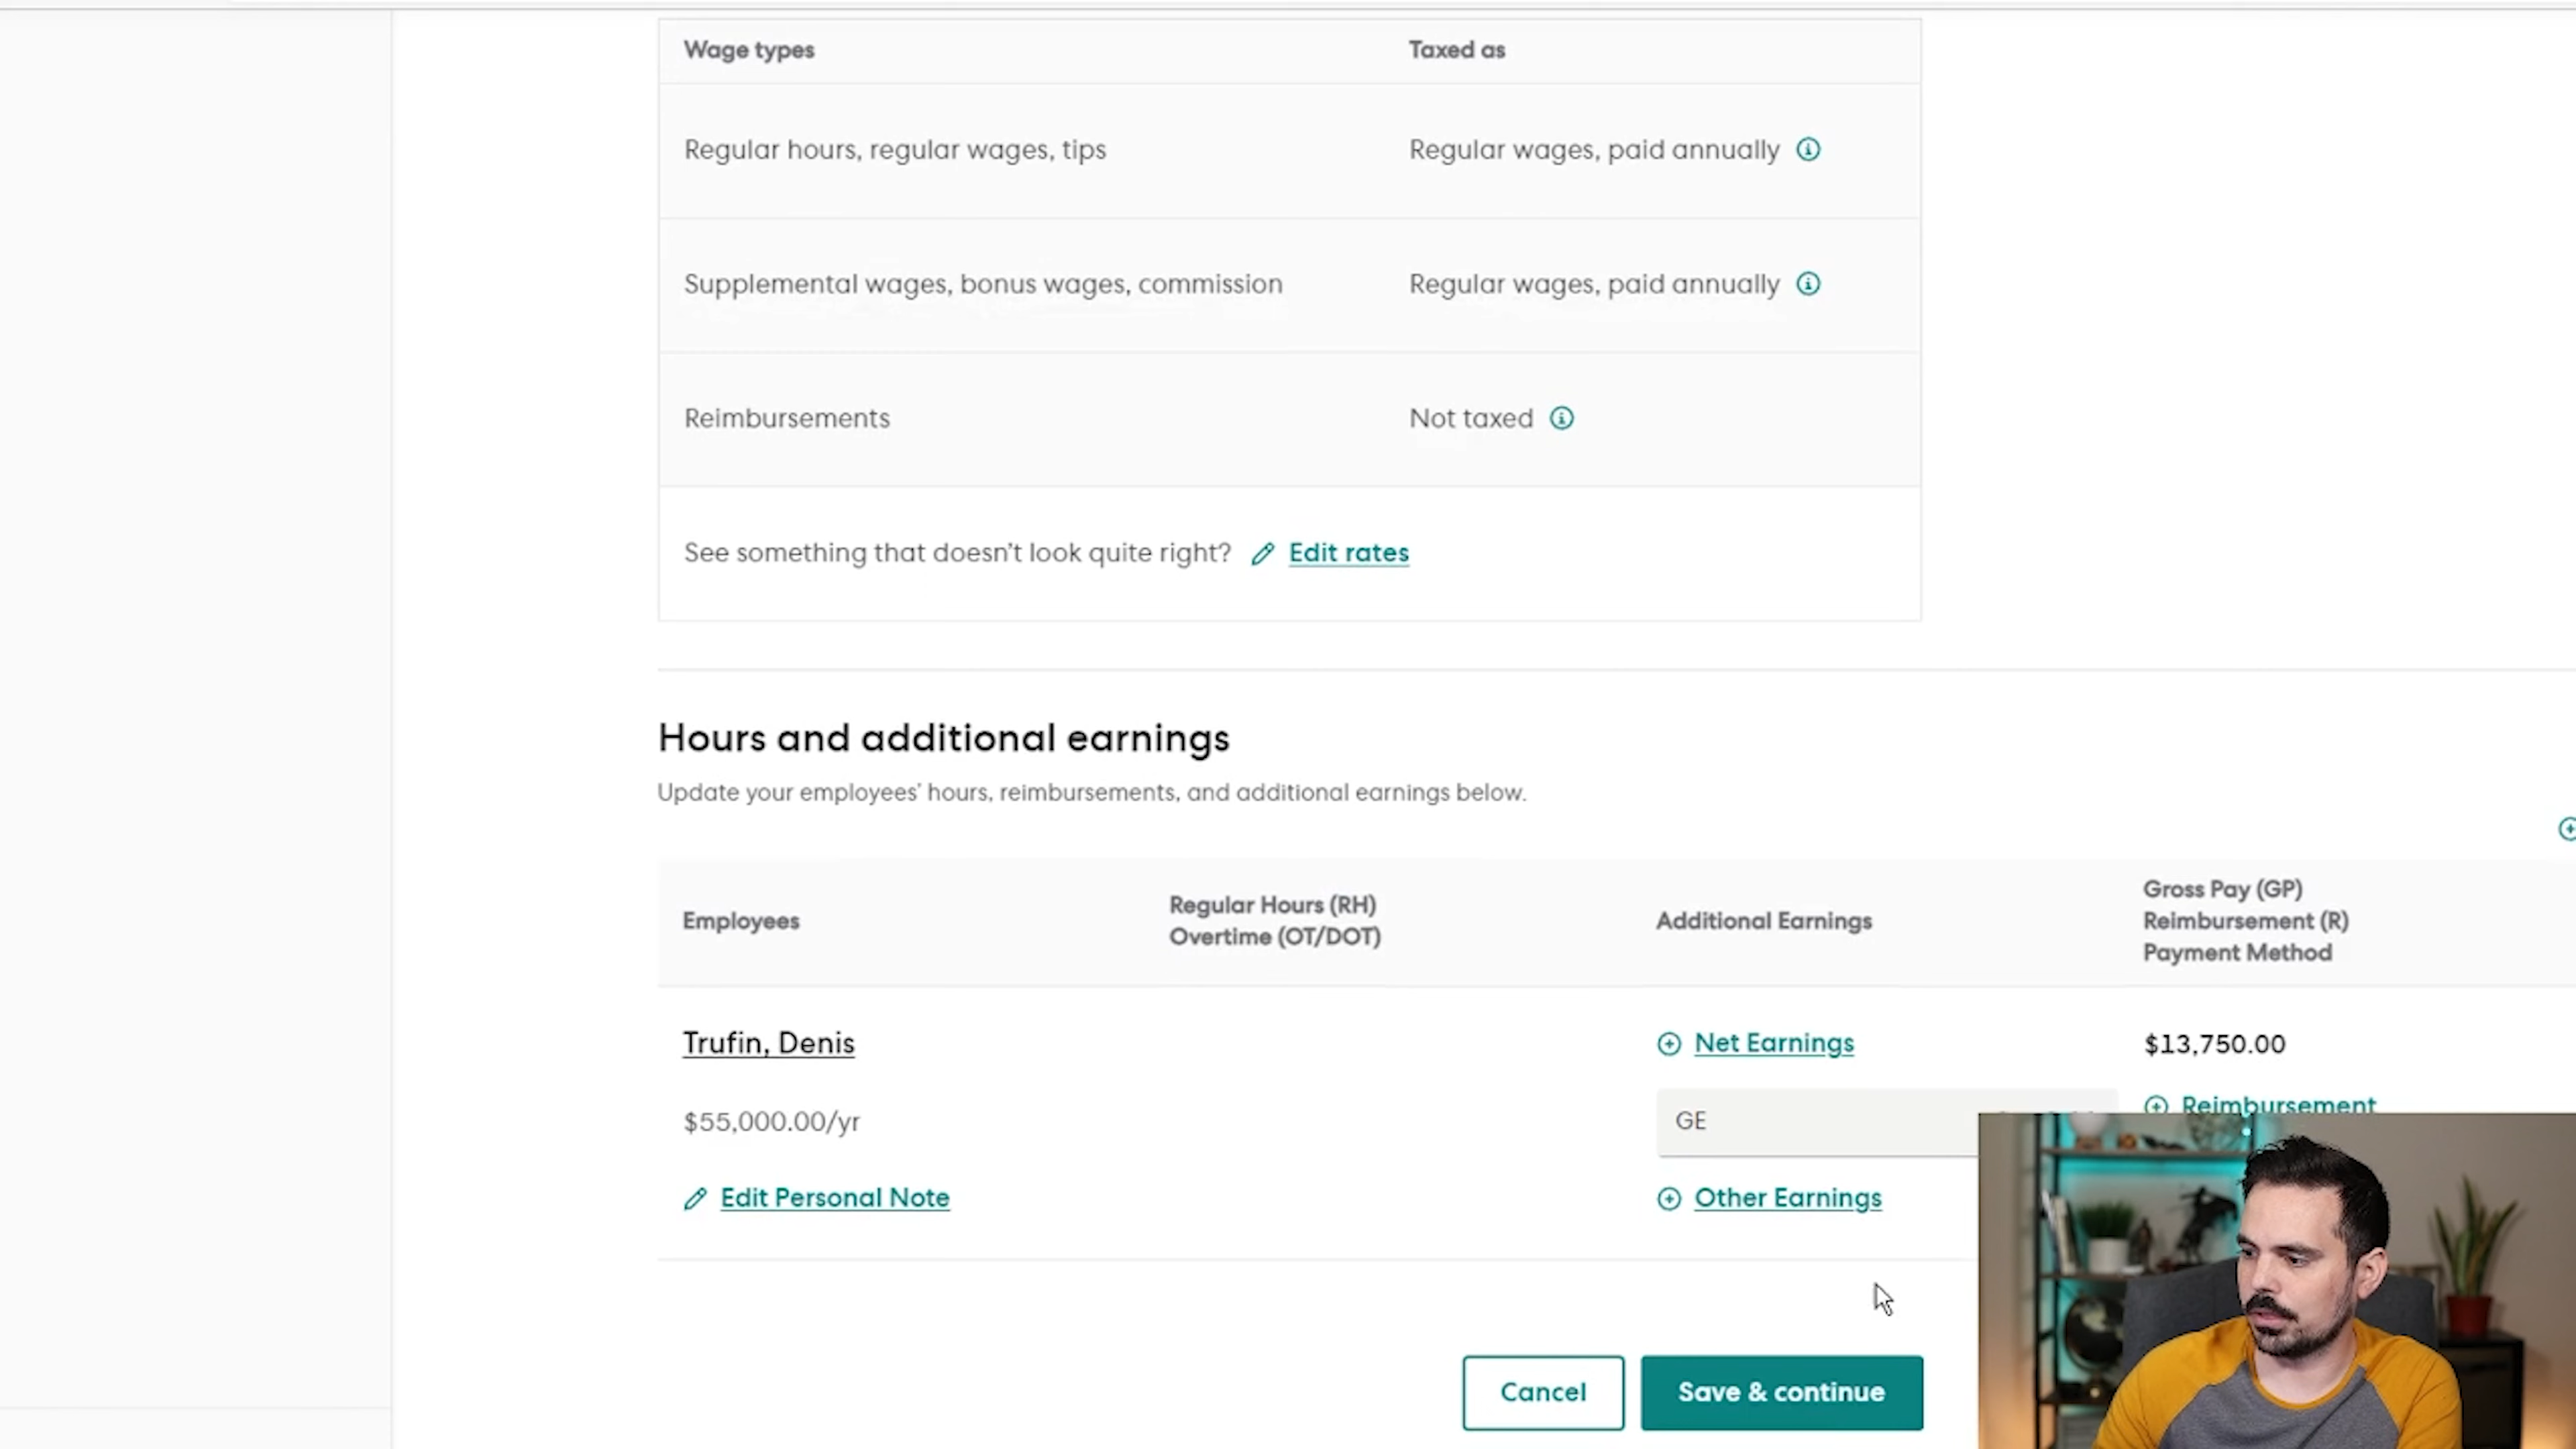 Wage types
Taxed as
Regular hours, regular wages, tips
Regular wages, paid annually
Supplemental wages, bonus wages, commission
Regular wages, paid annually
Reimbursements
Not taxed
See something that doesn't look quite right?
Edit rates
Hours and additional earnings
Update your employees' hours, reimbursements, and additional earnings below.
Employees
Regular Hours (RH)
Overtime (OT/DOT)
Additional Earnings
Gross Pay (GP)
Reimbursement (R)
Payment Method
Trufin, Denis
Net Earnings
$13,750.00
$55,000.00/yr
GE
Reimbursement
Edit Personal Note
Other Earnings
Cancel
Save & continue